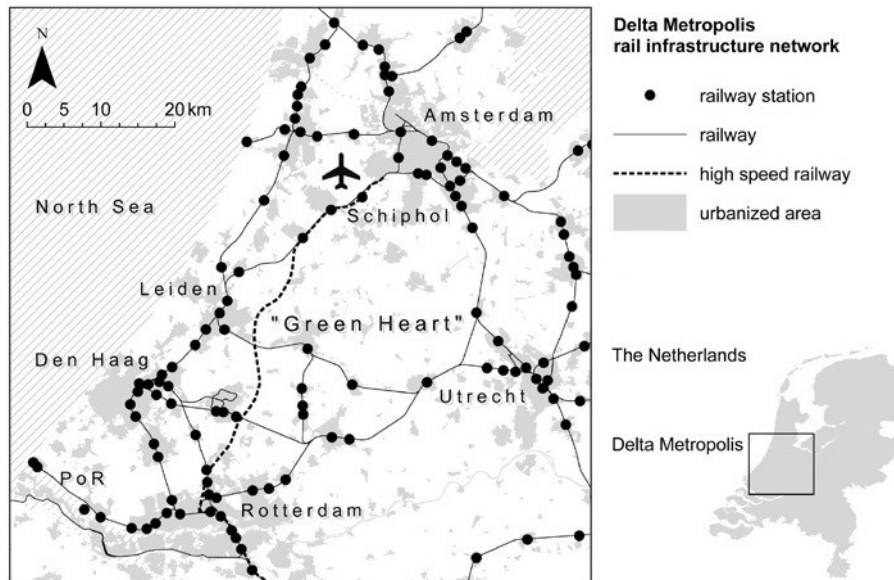 N
0 5 10 20 km
Amsterdam
North Sea
Schiphol
Leiden
"Green Heart"
Den Haag
Utrecht
PoR
Rotterdam
Delta Metropolis
rail infrastructure network
railway station
railway
high speed railway
urbanized area
The Netherlands
Delta Metropolis